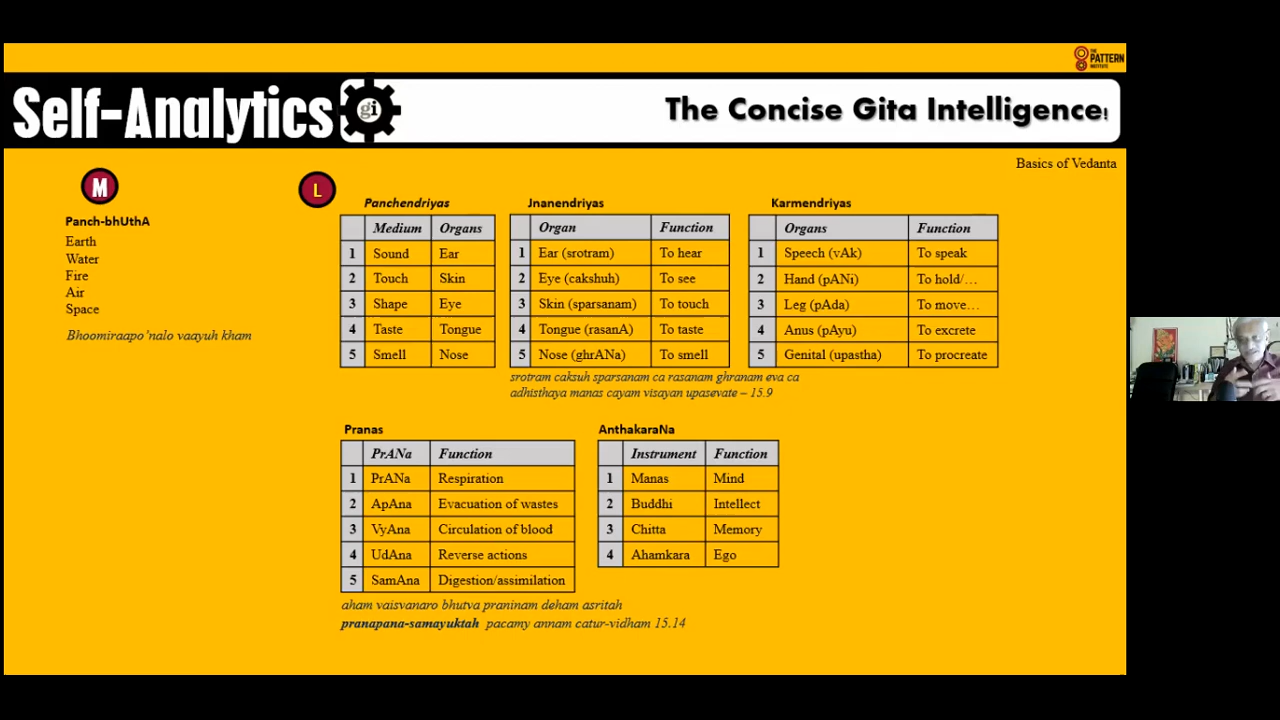 THE
PATTERN
INSTITUTE
Self-Analytics
gi
The Concise Gita Intelligence!
Basics of Vedanta
M
Panch-bhUthA
Earth
Water
Fire
Air
Space
Bhoomiraapo'nalo vaayuh kham
L
Panchendriyas
Medium Organs
1 Sound Ear
2 Touch Skin
3 Shape Eye
4 Taste Tongue
5 Smell Nose
Jnanendriyas
Organ Function
1 Ear (srotram) To hear
2 Eye (cakshuh) To see
3 Skin (sparsanam) To touch
4 Tongue (rasanA) To taste
5 Nose (ghrANa) To smell
srotram caksuh sparsanam ca rasanam ghranam eva ca
adhisthaya manas cayam visayan upasevate – 15.9
Karmendriyas
Organs Function
1 Speech (vAk) To speak
2 Hand (pANi) To hold/…
3 Leg (pAda) To move…
4 Anus (pAyu) To excrete
5 Genital (upastha) To procreate
Pranas
PrANa Function
1 PrANa Respiration
2 ApAna Evacuation of wastes
3 VyAna Circulation of blood
4 UdAna Reverse actions
5 SamAna Digestion/assimilation
aham vaisvanaro bhutva praninam deham asritah
pranapana-samayuktah pacamy annam catur-vidham 15.14
AnthakaraNa
Instrument Function
1 Manas Mind
2 Buddhi Intellect
3 Chitta Memory
4 Ahamkara Ego